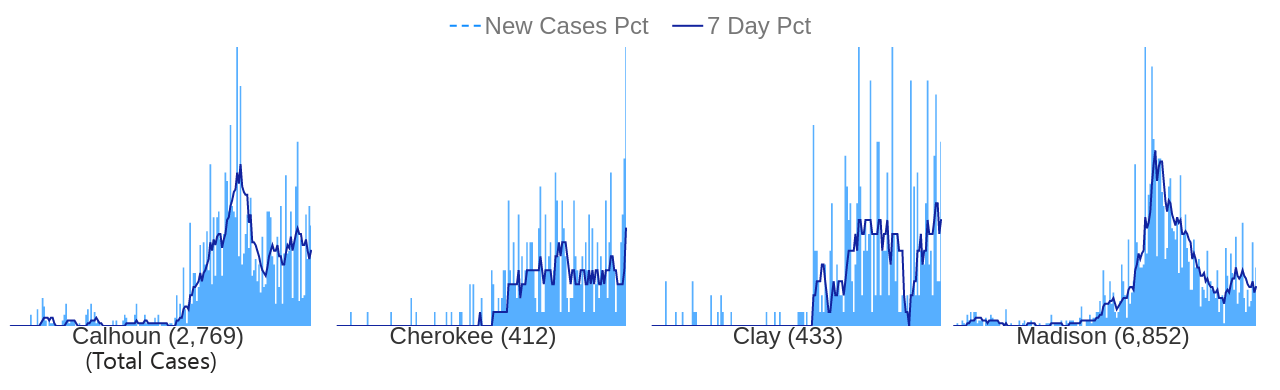 New Cases Pct 7 Day Pct
Calhoun (2,769) Cherokee (412) Clay (433) Madison (6,852)
(Total Cases)